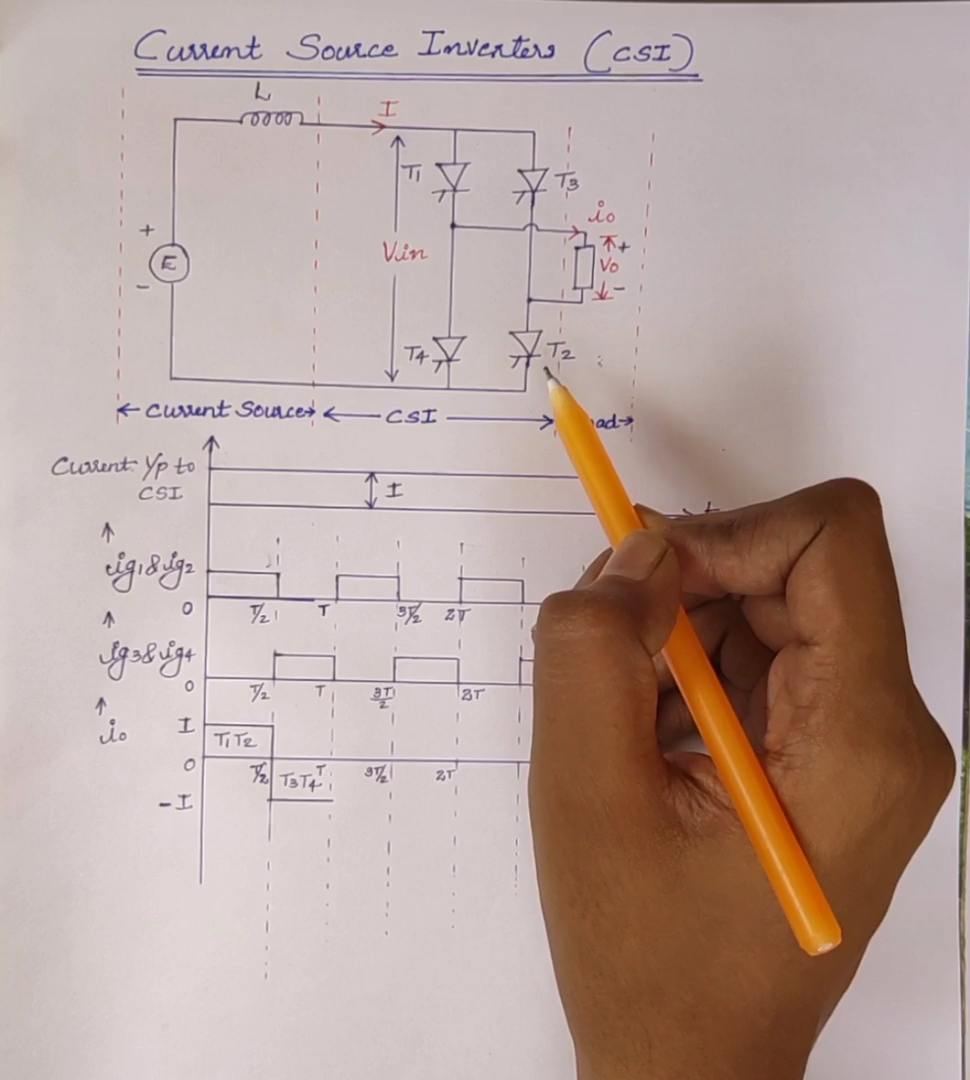 Current Source Inverters (CSI)
L
I
T1
T3
io
+
+
E
Vin
Vo
-
-
T4
T2
← Current Source→ ← CSI → ad→
Current I/p to
CSI
I
t
ig1&ig2
0
T/2 T 3T/2 2T
ig3&ig4
0
T/2 T 3T/2 2T
io
I
T1T2
0
T/2 T3T4 T 3T/2 2T
-I